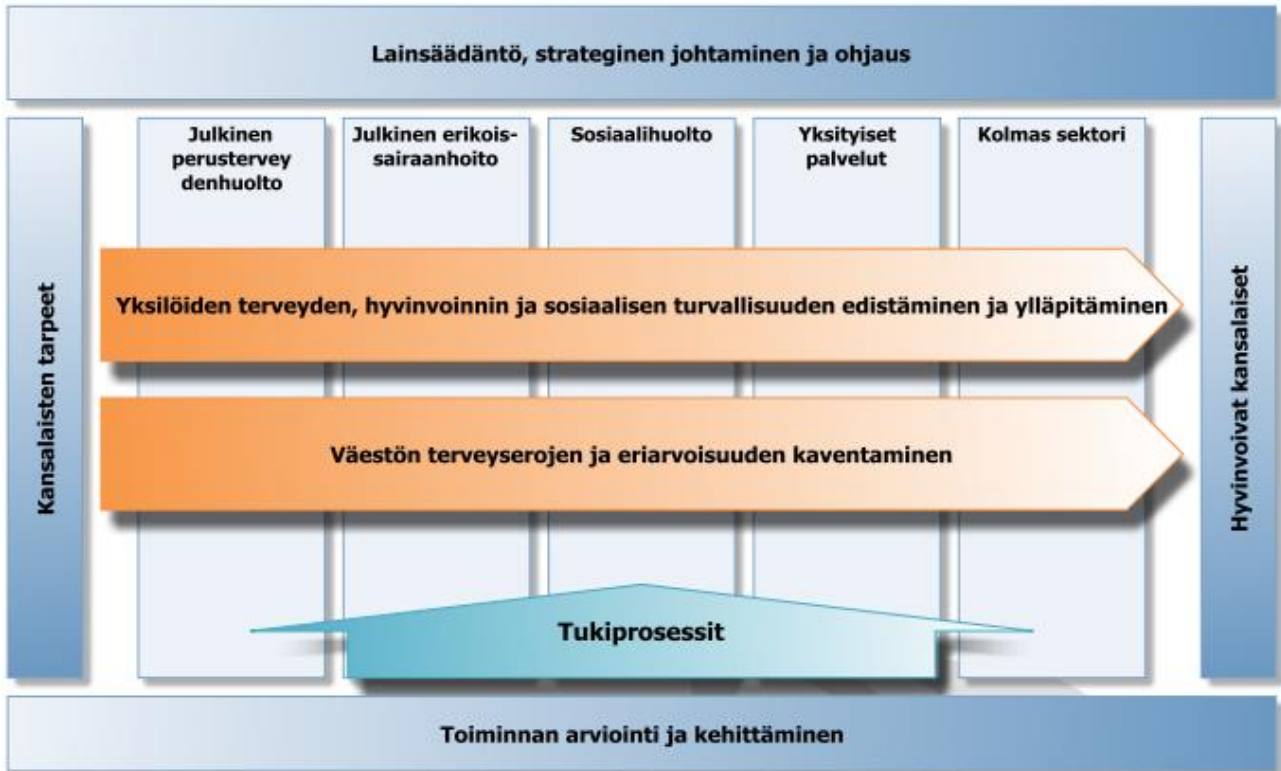 Lainsäädäntö, strateginen johtaminen ja ohjaus
Kansalaisten tarpeet
Julkinen
perustervey
denhuolto
Julkinen erikois-
sairaanhoito
Sosiaalihuolto
Yksityiset
palvelut
Kolmas sektori
Hyvinvoivat kansalaiset
Yksilöiden terveyden, hyvinvoinnin ja sosiaalisen turvallisuuden edistäminen ja ylläpitäminen
Väestön terveyserojen ja eriarvoisuuden kaventaminen
Tukiprosessit
Toiminnan arviointi ja kehittäminen